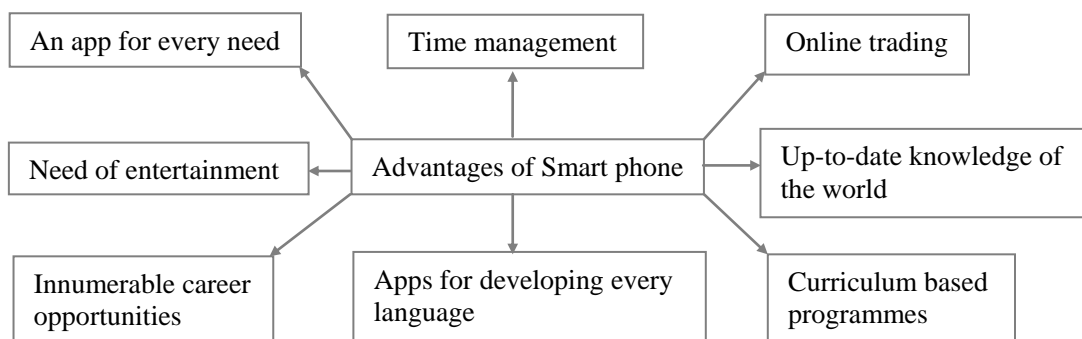 An app for every need
Time management
Online trading
Need of entertainment
Advantages of Smart phone
Up-to-date knowledge of
the world
Innumerable career
opportunities
Apps for developing every
language
Curriculum based
programmes